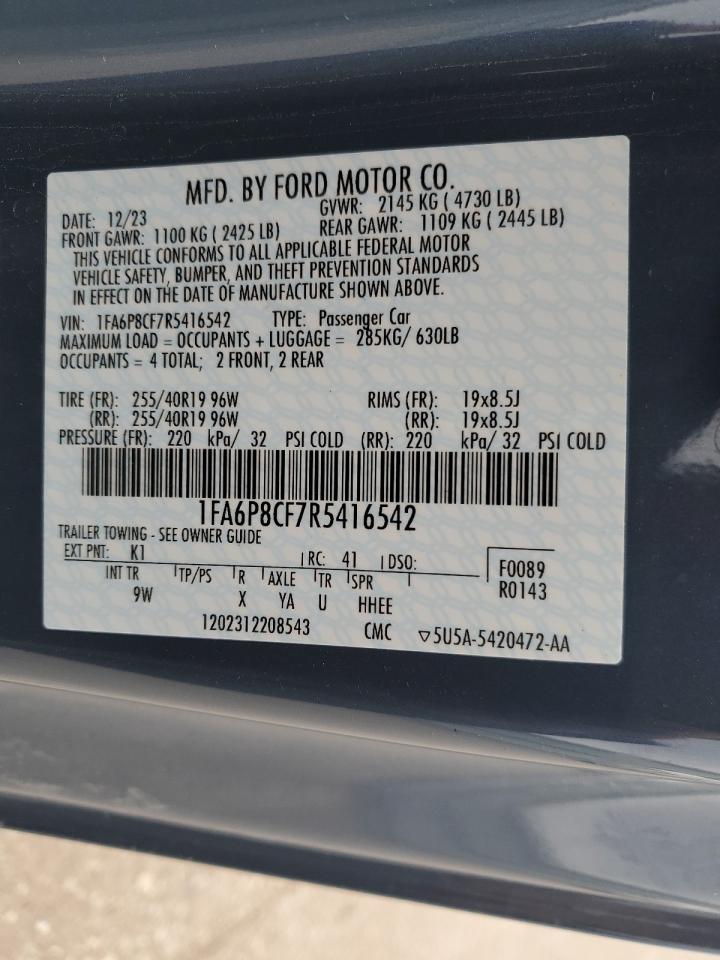 MFD. BY FORD MOTOR CO.
DATE: 12/23 GVWR: 2145 KG ( 4730 LB)
FRONT GAWR: 1100 KG ( 2425 LB) REAR GAWR: 1109 KG ( 2445 LB)
THIS VEHICLE CONFORMS TO ALL APPLICABLE FEDERAL MOTOR
VEHICLE SAFETY, BUMPER, AND THEFT PREVENTION STANDARDS
IN EFFECT ON THE DATE OF MANUFACTURE SHOWN ABOVE.
VIN: 1FA6P8CF7R5416542 TYPE: Passenger Car
MAXIMUM LOAD = OCCUPANTS + LUGGAGE = 285KG/ 630LB
OCCUPANTS = 4 TOTAL; 2 FRONT, 2 REAR
TIRE (FR): 255/40R19 96W RIMS (FR): 19x8.5J
(RR): 255/40R19 96W (RR): 19x8.5J
PRESSURE (FR): 220 kPa/ 32 PSI COLD (RR): 220 kPa/ 32 PSI COLD
1FA6P8CF7R5416542
TRAILER TOWING - SEE OWNER GUIDE
EXT PNT: K1 RC: 41 DSO: F0089
INT TR TP/PS R AXLE TR SPR R0143
9W X YA U HHEE
1202312208543 CMC ▽5U5A-5420472-AA